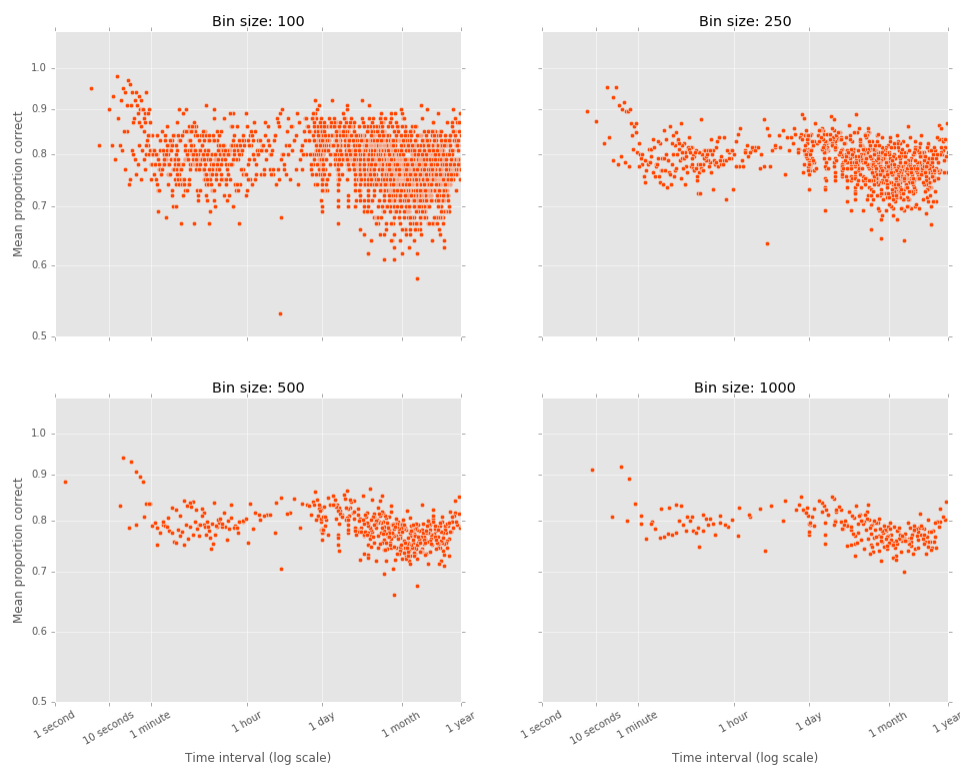 Bin size: 100
Bin size: 250
Mean proportion correct
1.0
0.9
0.8
0.7
0.6
0.5
Bin size: 500
Bin size: 1000
Mean proportion correct
1.0
0.9
0.8
0.7
0.6
0.5
1 second
10 seconds
1 minute
1 hour
1 day
1 month
1 year
1 second
10 seconds
1 minute
1 hour
1 day
1 month
1 year
Time interval (log scale)
Time interval (log scale)